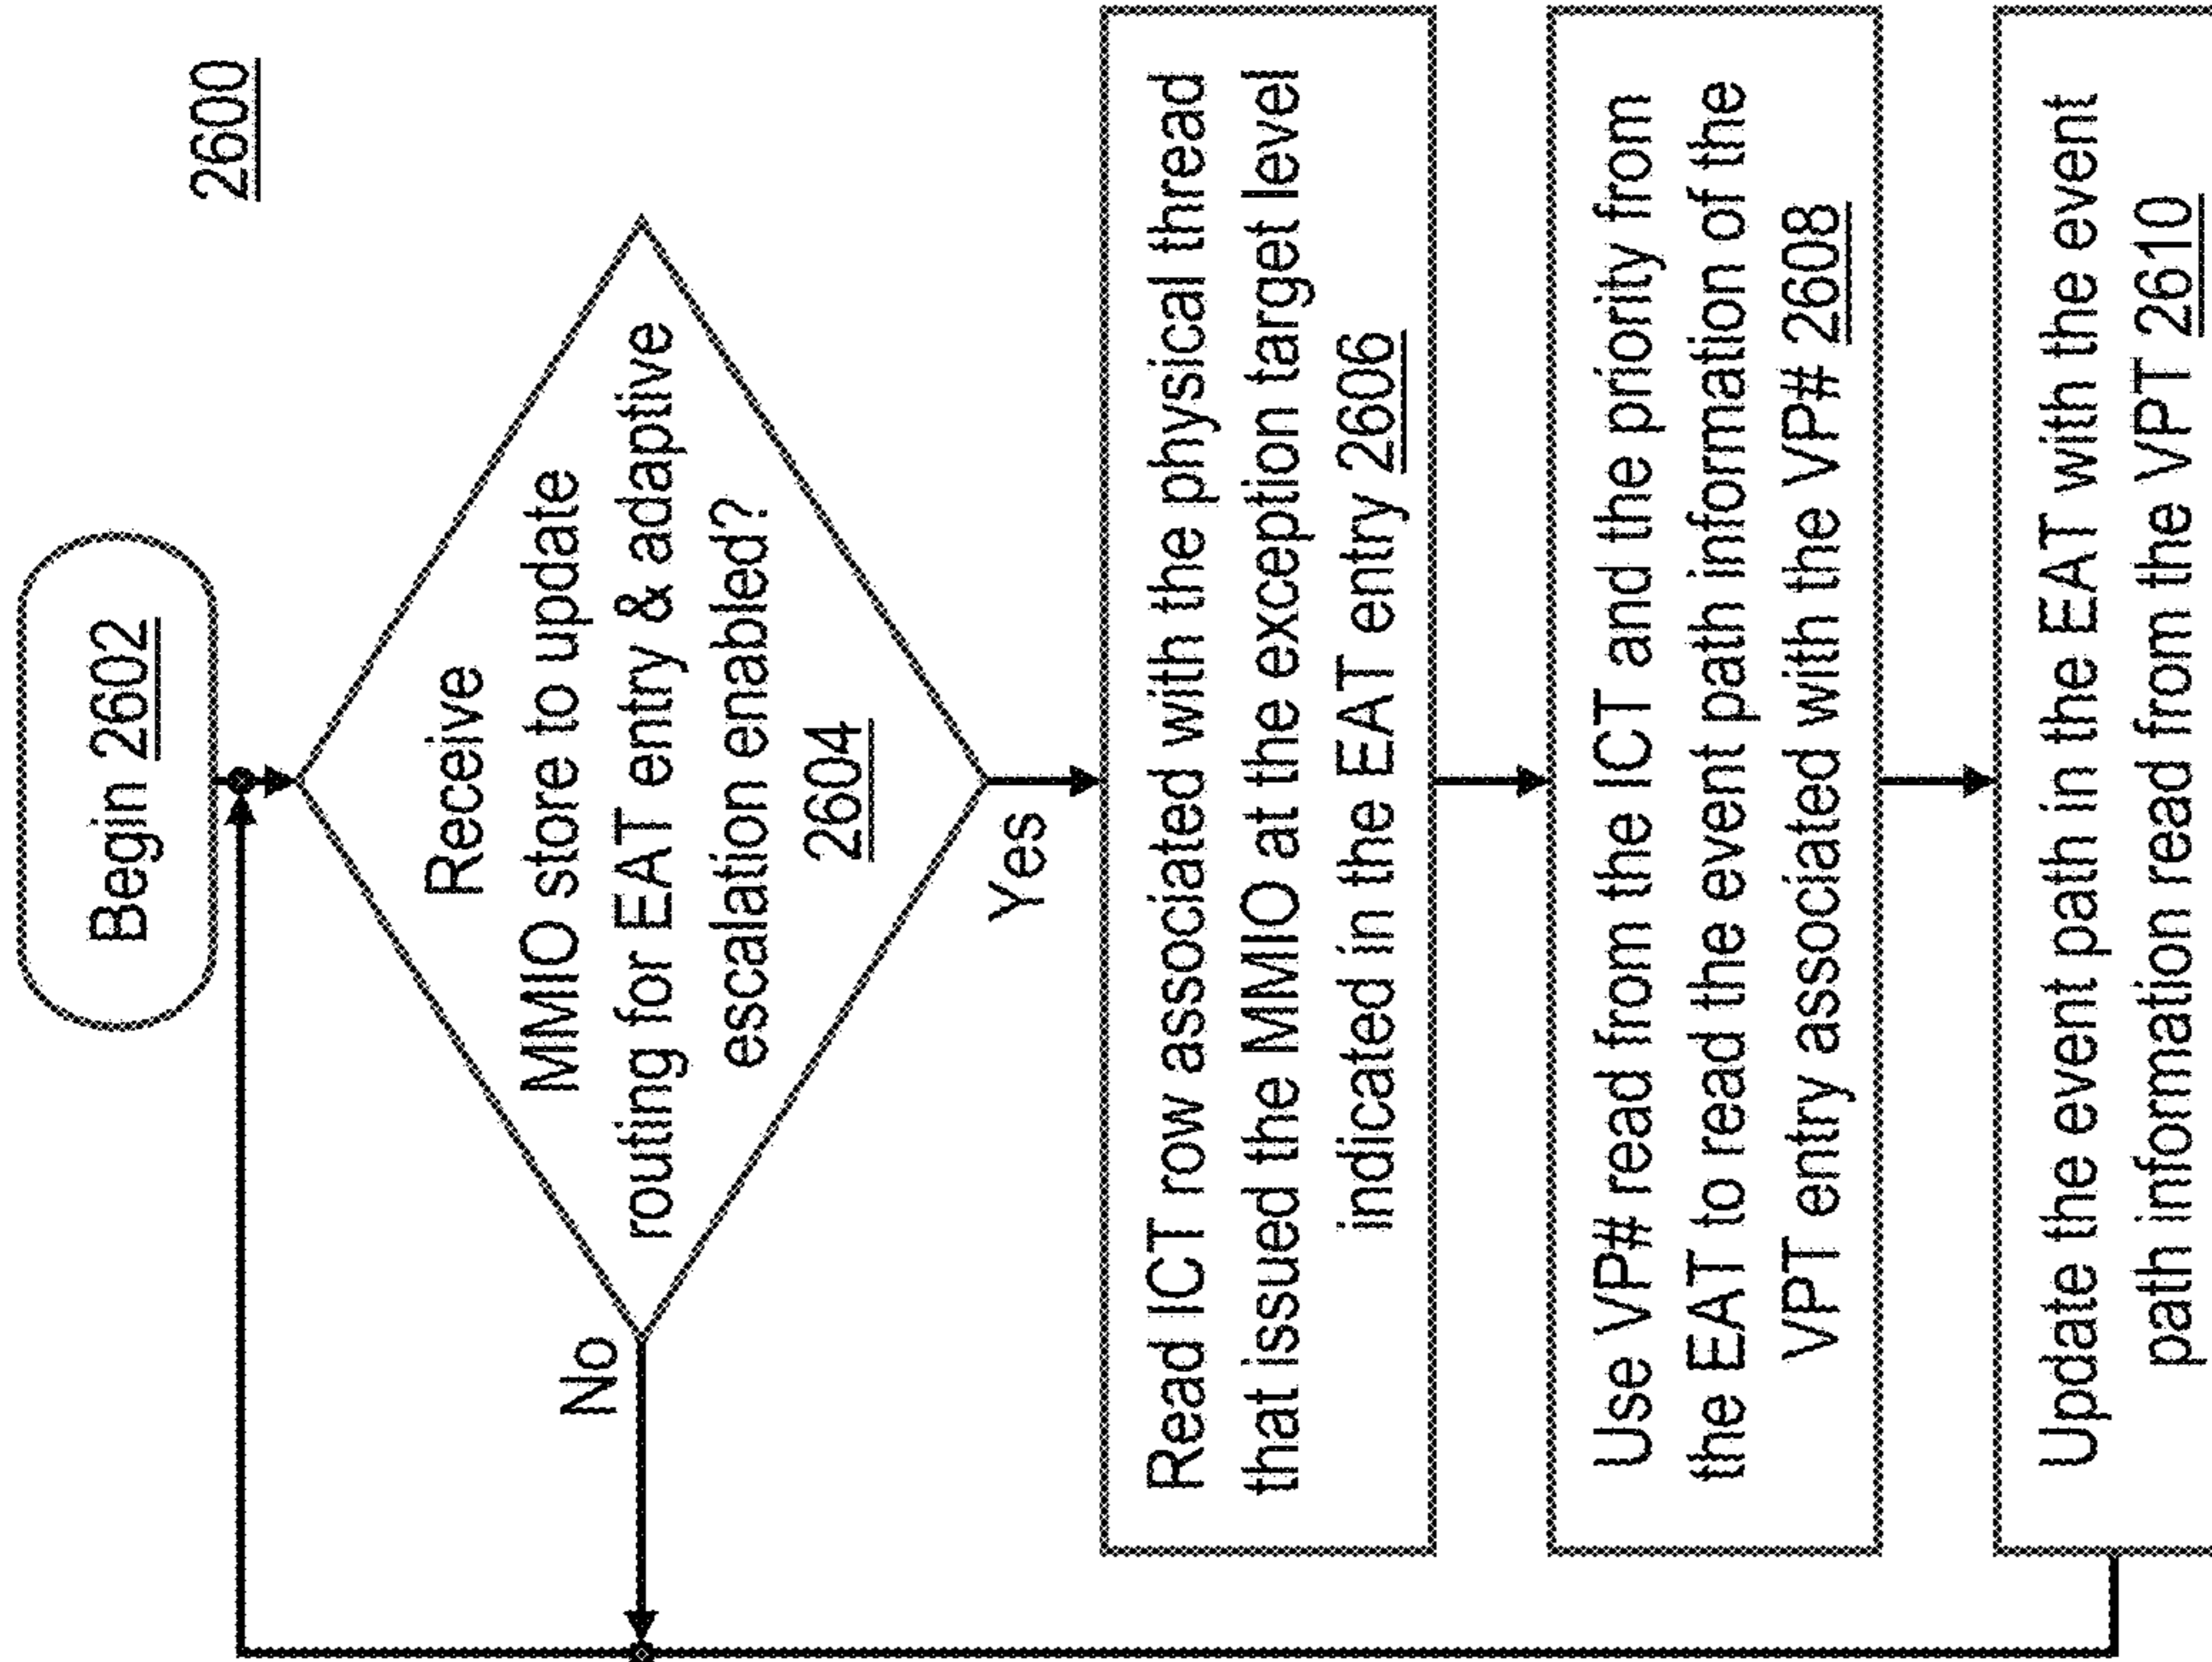 2600
Begin 2602
Receive
MMIO store to update
routing for EAT entry & adaptive
escalation enabled?
2604
No
Yes
Read ICT row associated with the physical thread
that issued the MMIO at the exception target level
indicated in the EAT entry 2606
Use VP# read from the ICT and the priority from
the EAT to read the event path information of the
VPT entry associated with the VP# 2608
Update the event path in the EAT with the event
path information read from the VPT 2610